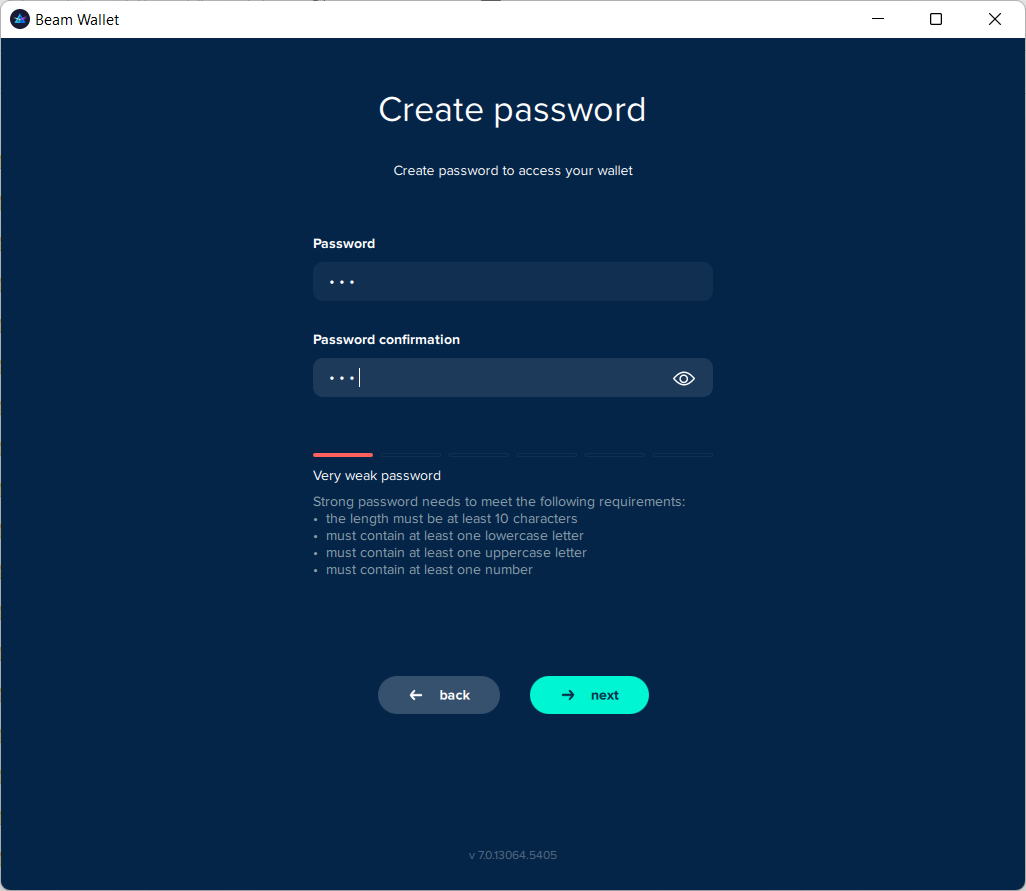 Beam Wallet
Create password
Create password to access your wallet
Password
•••
Password confirmation
•••
Very weak password
Strong password needs to meet the following requirements:
• the length must be at least 10 characters
• must contain at least one lowercase letter
• must contain at least one uppercase letter
• must contain at least one number
back
next
v 7.0.13064.5405